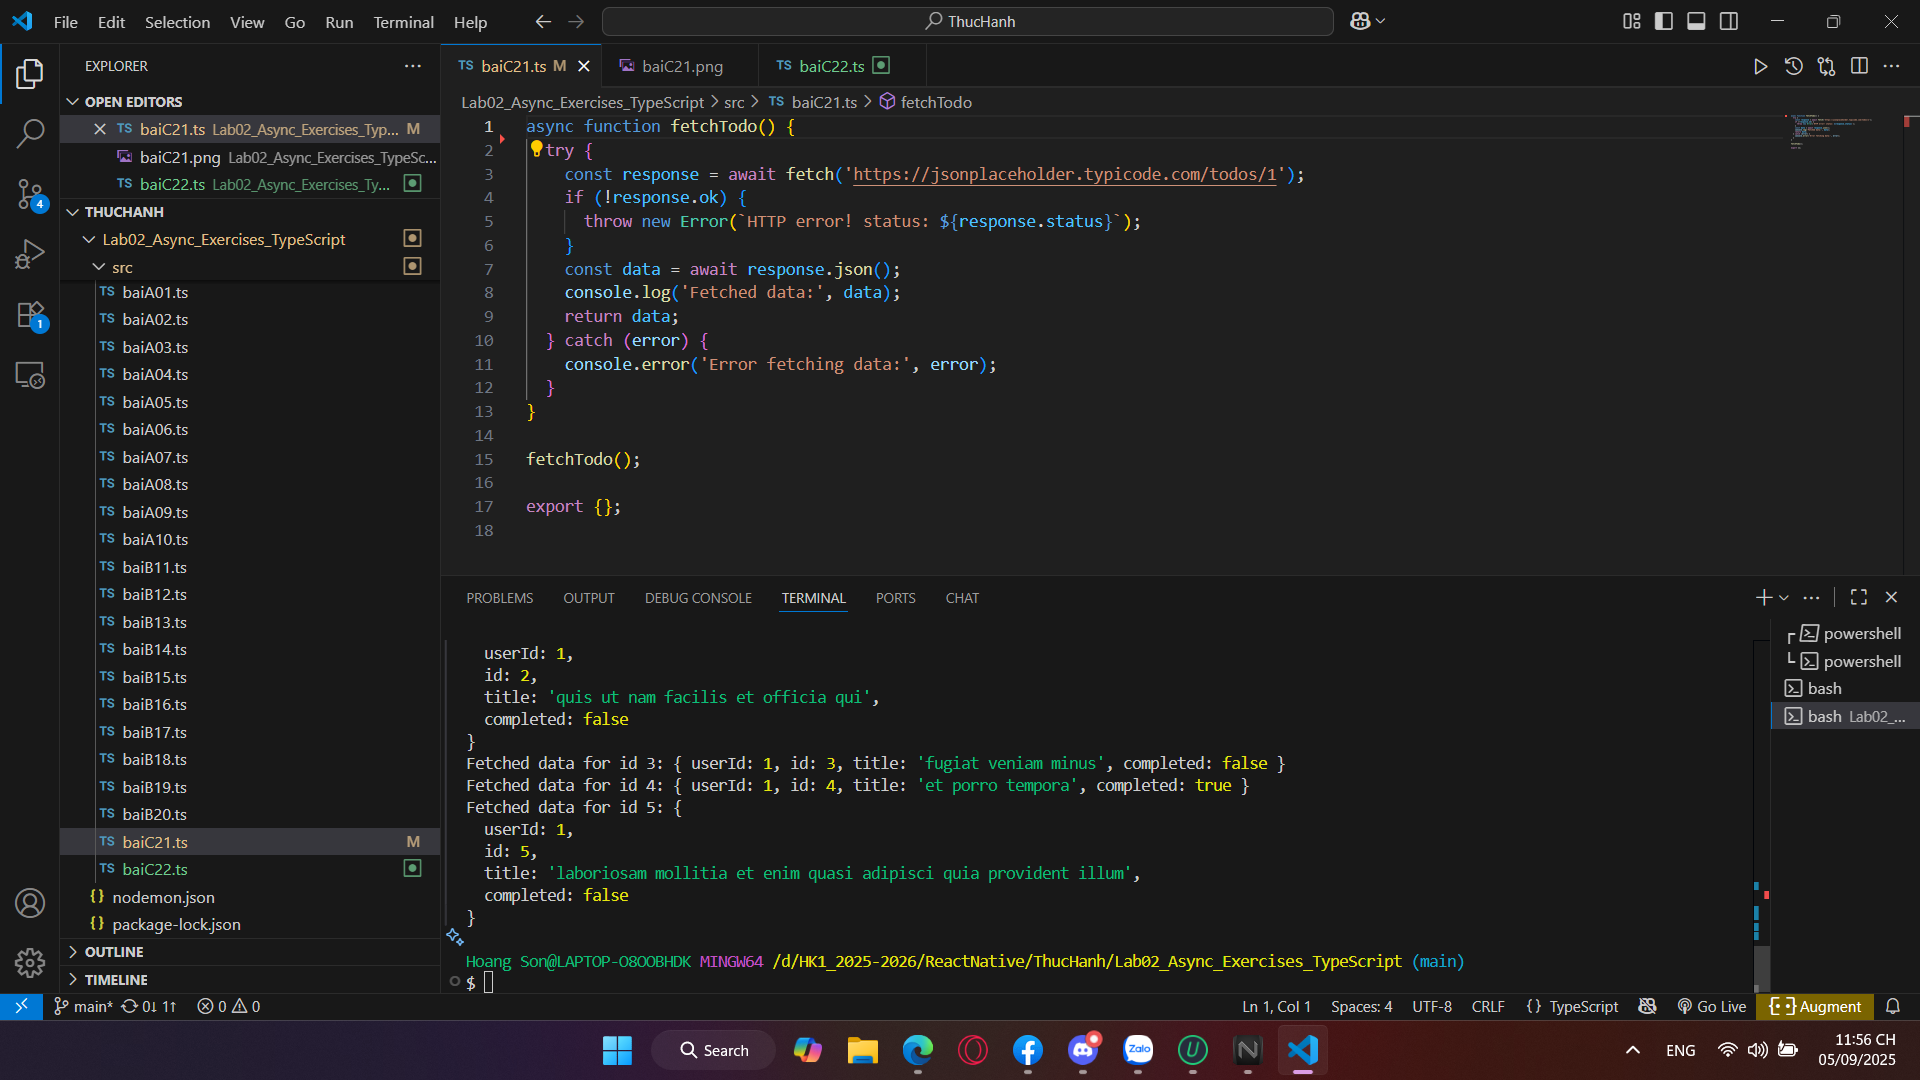 File Edit Selection View Go Run Terminal Help
ThucHanh
EXPLORER
OPEN EDITORS
TS baiC21.ts Lab02_Async_Exercises_Typ... M
baiC21.png Lab02_Async_Exercises_TypeSc...
TS baiC22.ts Lab02_Async_Exercises_Ty...
THUCHANH
Lab02_Async_Exercises_TypeScript
src
TS baiA01.ts
TS baiA02.ts
TS baiA03.ts
TS baiA04.ts
TS baiA05.ts
TS baiA06.ts
TS baiA07.ts
TS baiA08.ts
TS baiA09.ts
TS baiA10.ts
TS baiB11.ts
TS baiB12.ts
TS baiB13.ts
TS baiB14.ts
TS baiB15.ts
TS baiB16.ts
TS baiB17.ts
TS baiB18.ts
TS baiB19.ts
TS baiB20.ts
TS baiC21.ts M
TS baiC22.ts
{} nodemon.json
{} package-lock.json
OUTLINE
TIMELINE
4
1
TS baiC21.ts M
baiC21.png
TS baiC22.ts
Lab02_Async_Exercises_TypeScript > src > TS baiC21.ts > fetchTodo
1 async function fetchTodo() {
2 try {
3 const response = await fetch('https://jsonplaceholder.typicode.com/todos/1');
4 if (!response.ok) {
5 throw new Error(`HTTP error! status: ${response.status}`);
6 }
7 const data = await response.json();
8 console.log('Fetched data:', data);
9 return data;
10 } catch (error) {
11 console.error('Error fetching data:', error);
12 }
13 }
14
15 fetchTodo();
16
17 export {};
18
PROBLEMS OUTPUT DEBUG CONSOLE TERMINAL PORTS CHAT
userId: 1,
id: 2,
title: 'quis ut nam facilis et officia qui',
completed: false
}
Fetched data for id 3: { userId: 1, id: 3, title: 'fugiat veniam minus', completed: false }
Fetched data for id 4: { userId: 1, id: 4, title: 'et porro tempora', completed: true }
Fetched data for id 5: {
userId: 1,
id: 5,
title: 'laboriosam mollitia et enim quasi adipisci quia provident illum',
completed: false
}
Hoang Son@LAPTOP-O8OOBHDK MINGW64 /d/HK1_2025-2026/ReactNative/ThucHanh/Lab02_Async_Exercises_TypeScript (main)
$
powershell
powershell
bash
bash Lab02_...
main* 0↓ 1↑ 0 0
Ln 1, Col 1 Spaces: 4 UTF-8 CRLF {} TypeScript Go Live Augment
Search
Zalo
ENG
11:56 CH
05/09/2025